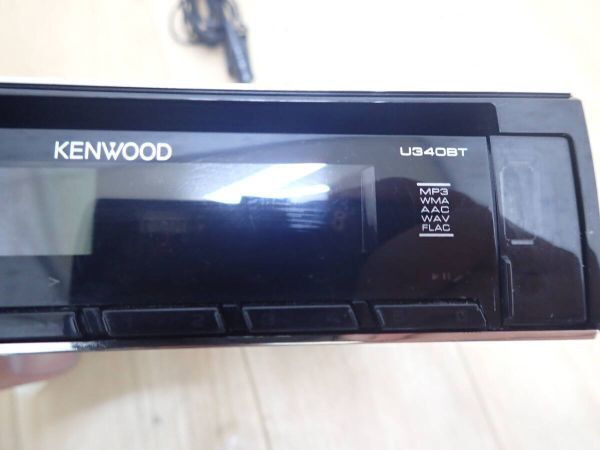 KENWOOD
U340BT
MP3
WMA
AAC
WAV
FLAC